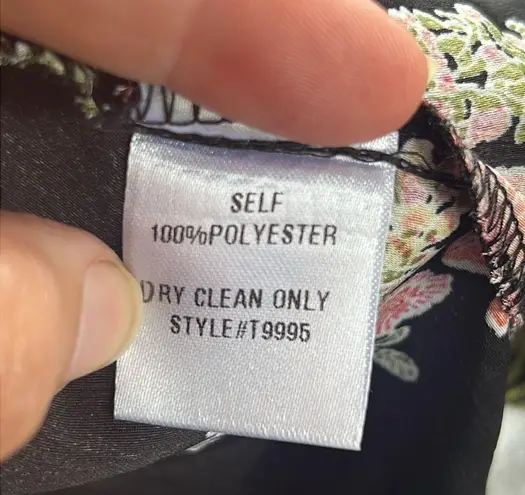 SELF
100%POLYESTER
DRY CLEAN ONLY
STYLE#T9995